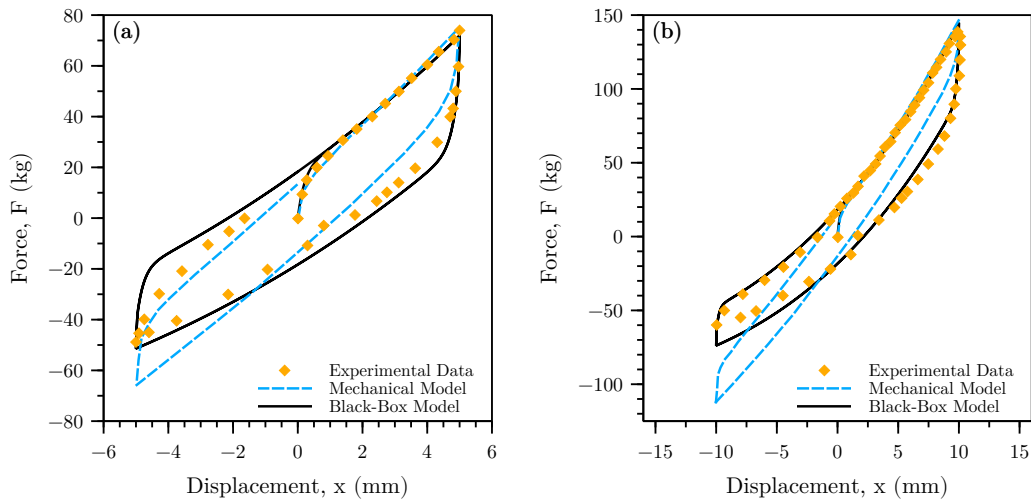 (a)
80
60
40
20
0
−20
−40
−60
−80
Force, F (kg)
Experimental Data
Mechanical Model
Black-Box Model
−6 −4 −2 0 2 4 6
Displacement, x (mm)
(b)
150
100
50
0
−50
−100
Force, F (kg)
Experimental Data
Mechanical Model
Black-Box Model
−15 −10 −5 0 5 10 15
Displacement, x (mm)